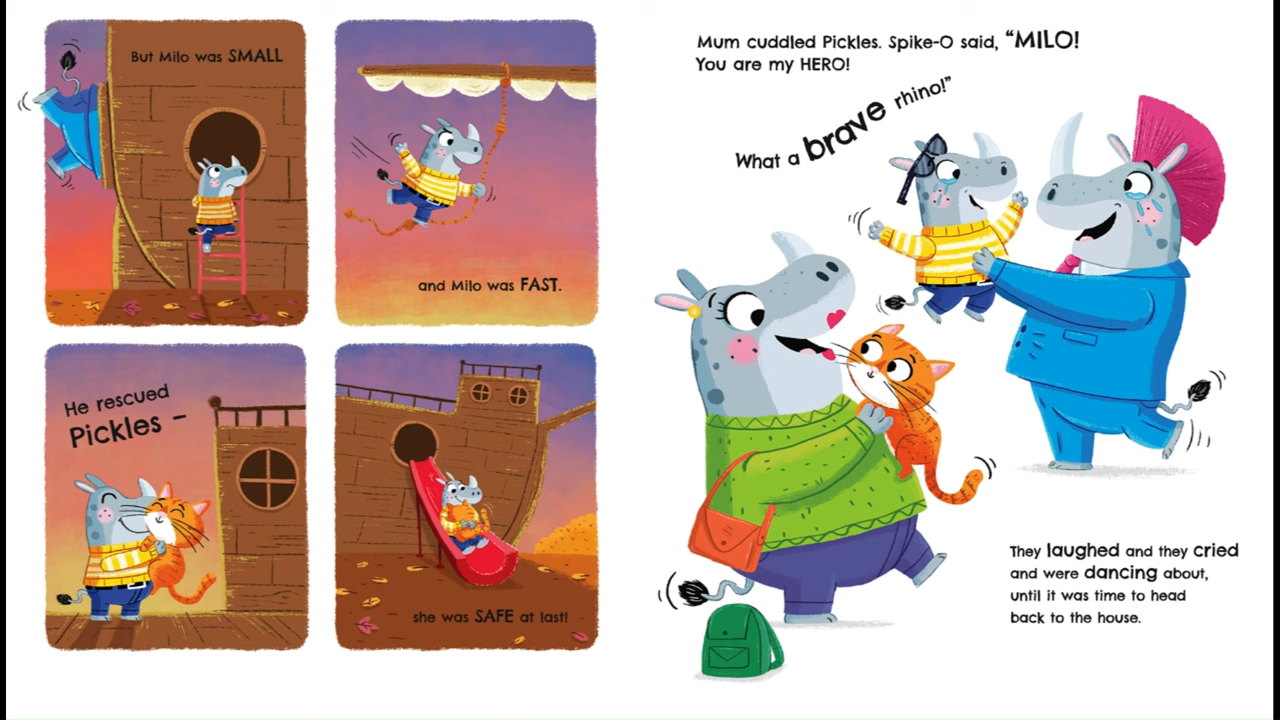 But Milo was SMALL
and Milo was FAST.
He rescued
Pickles –
she was SAFE at last!
Mum cuddled Pickles. Spike-O said, “MILO!
You are my HERO!
What a brave rhino!”
They laughed and they cried
and were dancing about,
until it was time to head
back to the house.